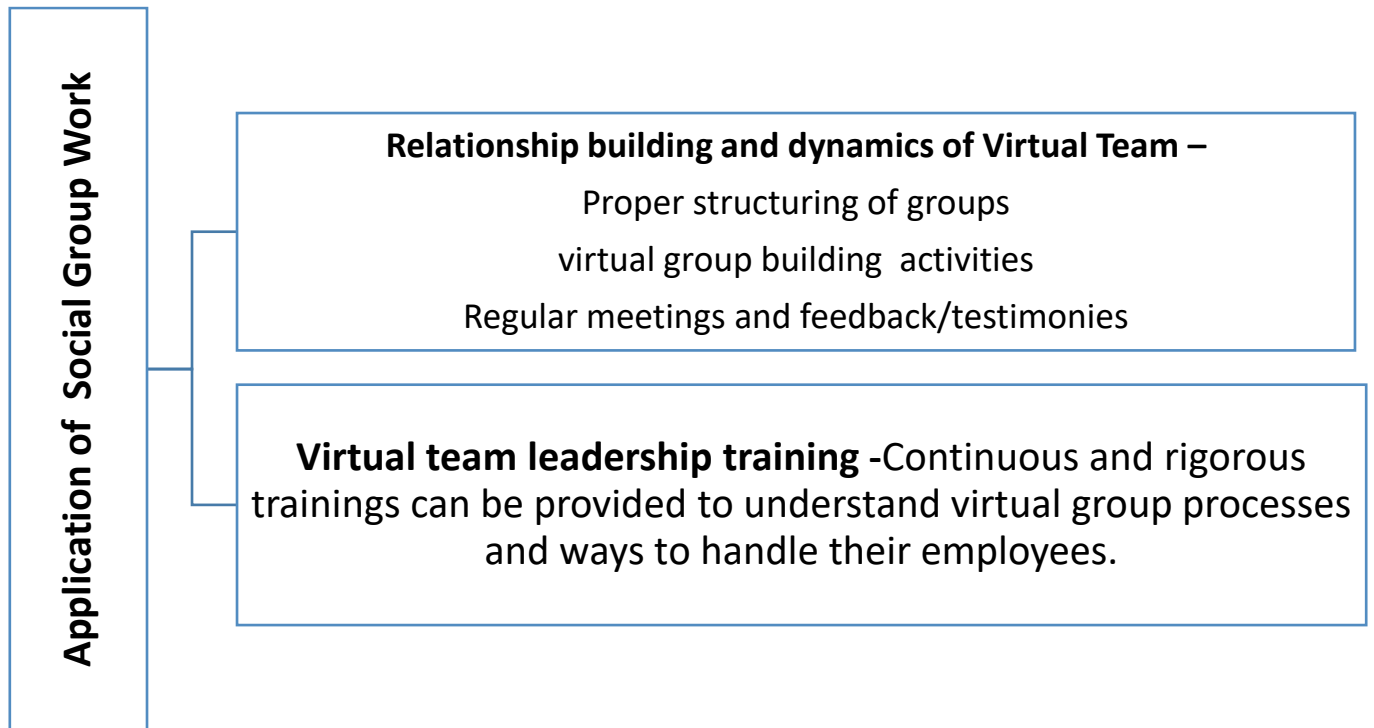 Application of Social Group Work
Relationship building and dynamics of Virtual Team –
Proper structuring of groups
virtual group building activities
Regular meetings and feedback/testimonies
Virtual team leadership training -Continuous and rigorous
trainings can be provided to understand virtual group processes
and ways to handle their employees.